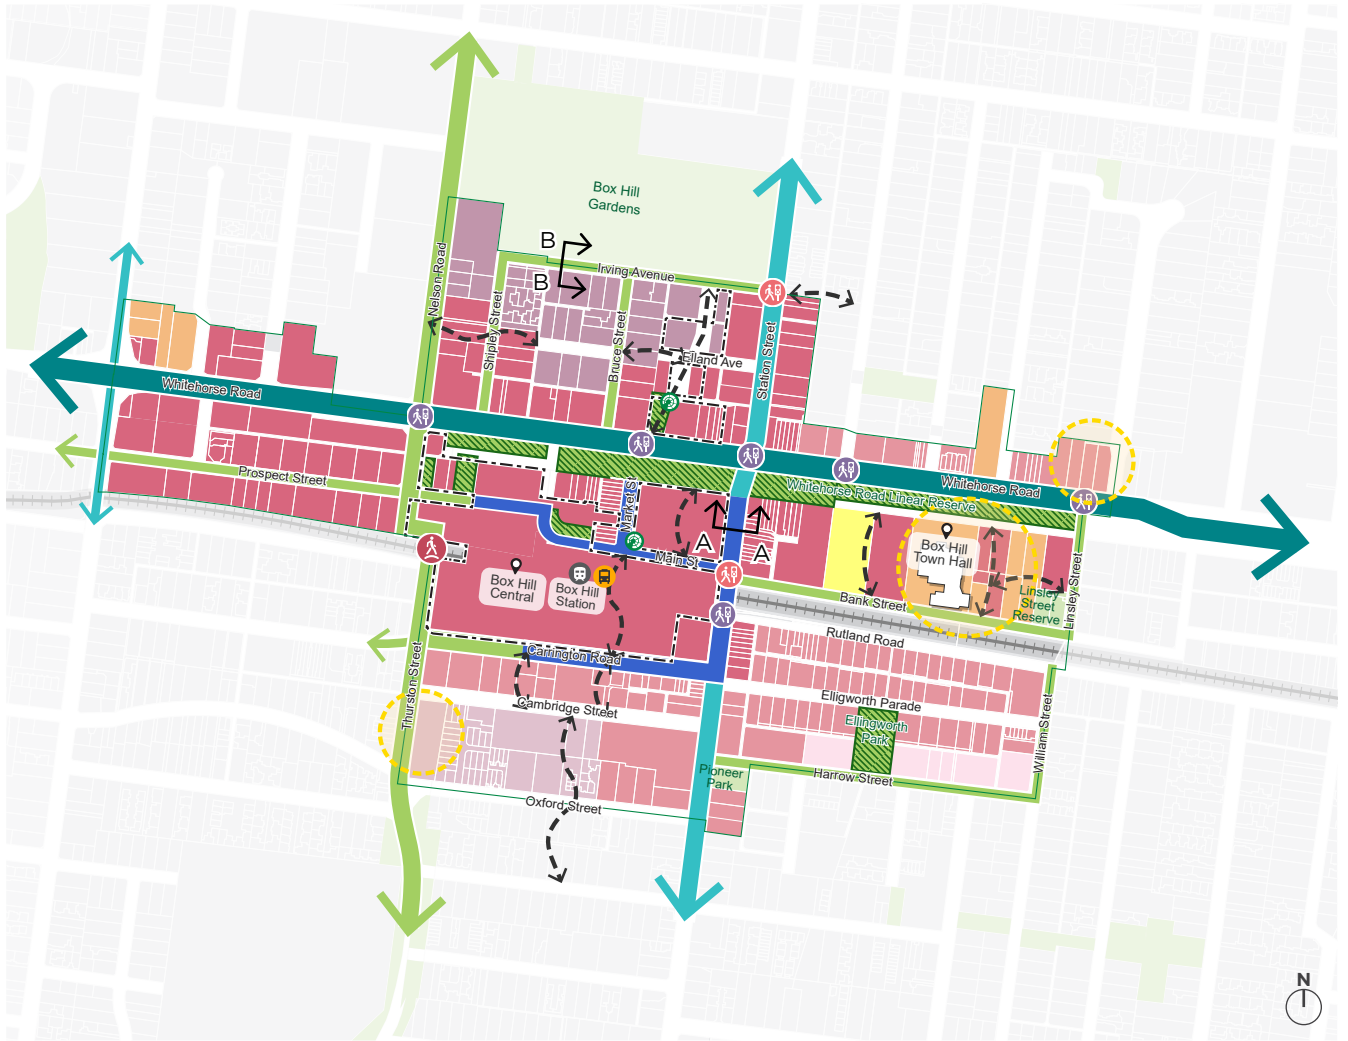 Box Hill
Gardens
B
B
Irving Avenue
Nelson Road
Shipley Street
Bruce Street
Elland Ave
Station Street
Whitehorse Road
Prospect Street
Whitehorse Road
Whitehorse Road Linear Reserve
Market St
A
A
Main St
Box Hill
Town Hall
Box Hill
Central
Box Hill
Station
Bank Street
Linsley
Street
Reserve
Linsley Street
Rutland Road
Carrington Road
Thurston Street
Cambridge Street
Elligworth Parade
Ellingworth
Park
William Street
Pioneer
Park
Harrow Street
Oxford Street
N